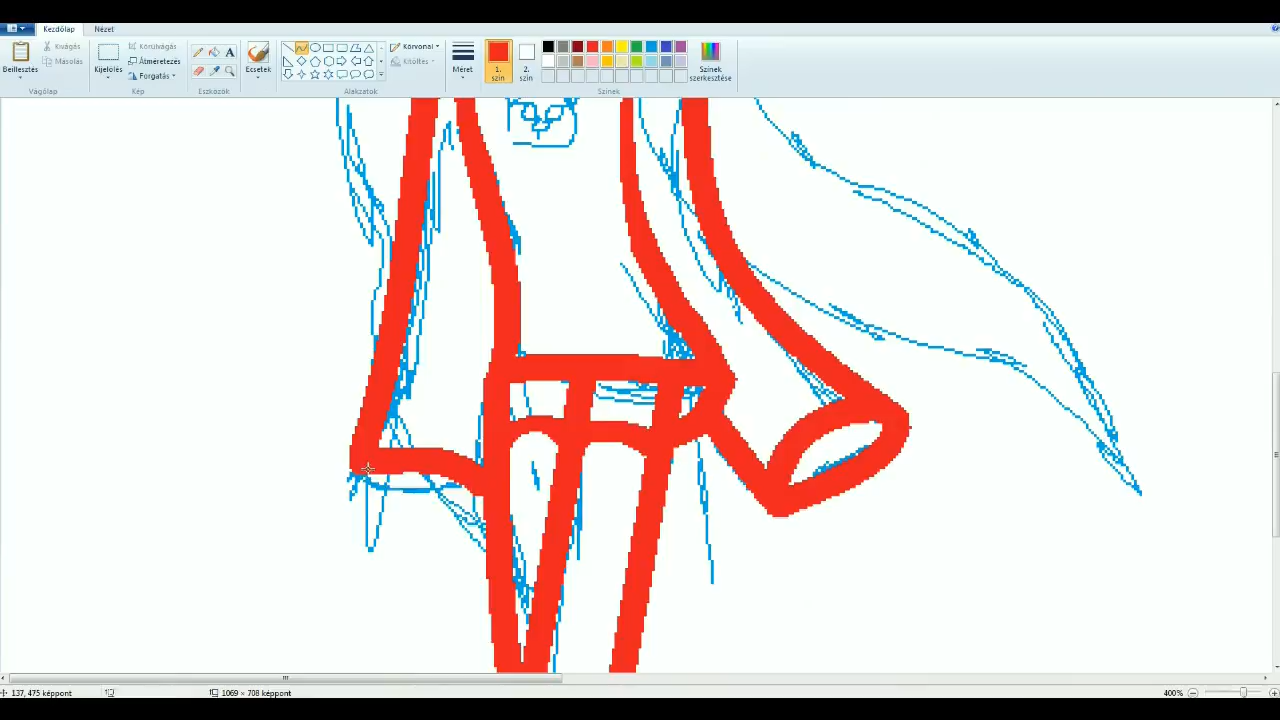 Kezdőlap Nézet
Beillesztés
Kivágás
Másolás
Vágólap
Kijelölés
Körülvágás
Átméretezés
Forgatás
Kép
A
Eszközök
Ecsetek
Alakzatok
Körvonal
Kitöltés
Méret
1.
szín
2.
szín
Színek
szerkesztése
Színek
137, 475 képpont
1069 × 708 képpont
400%